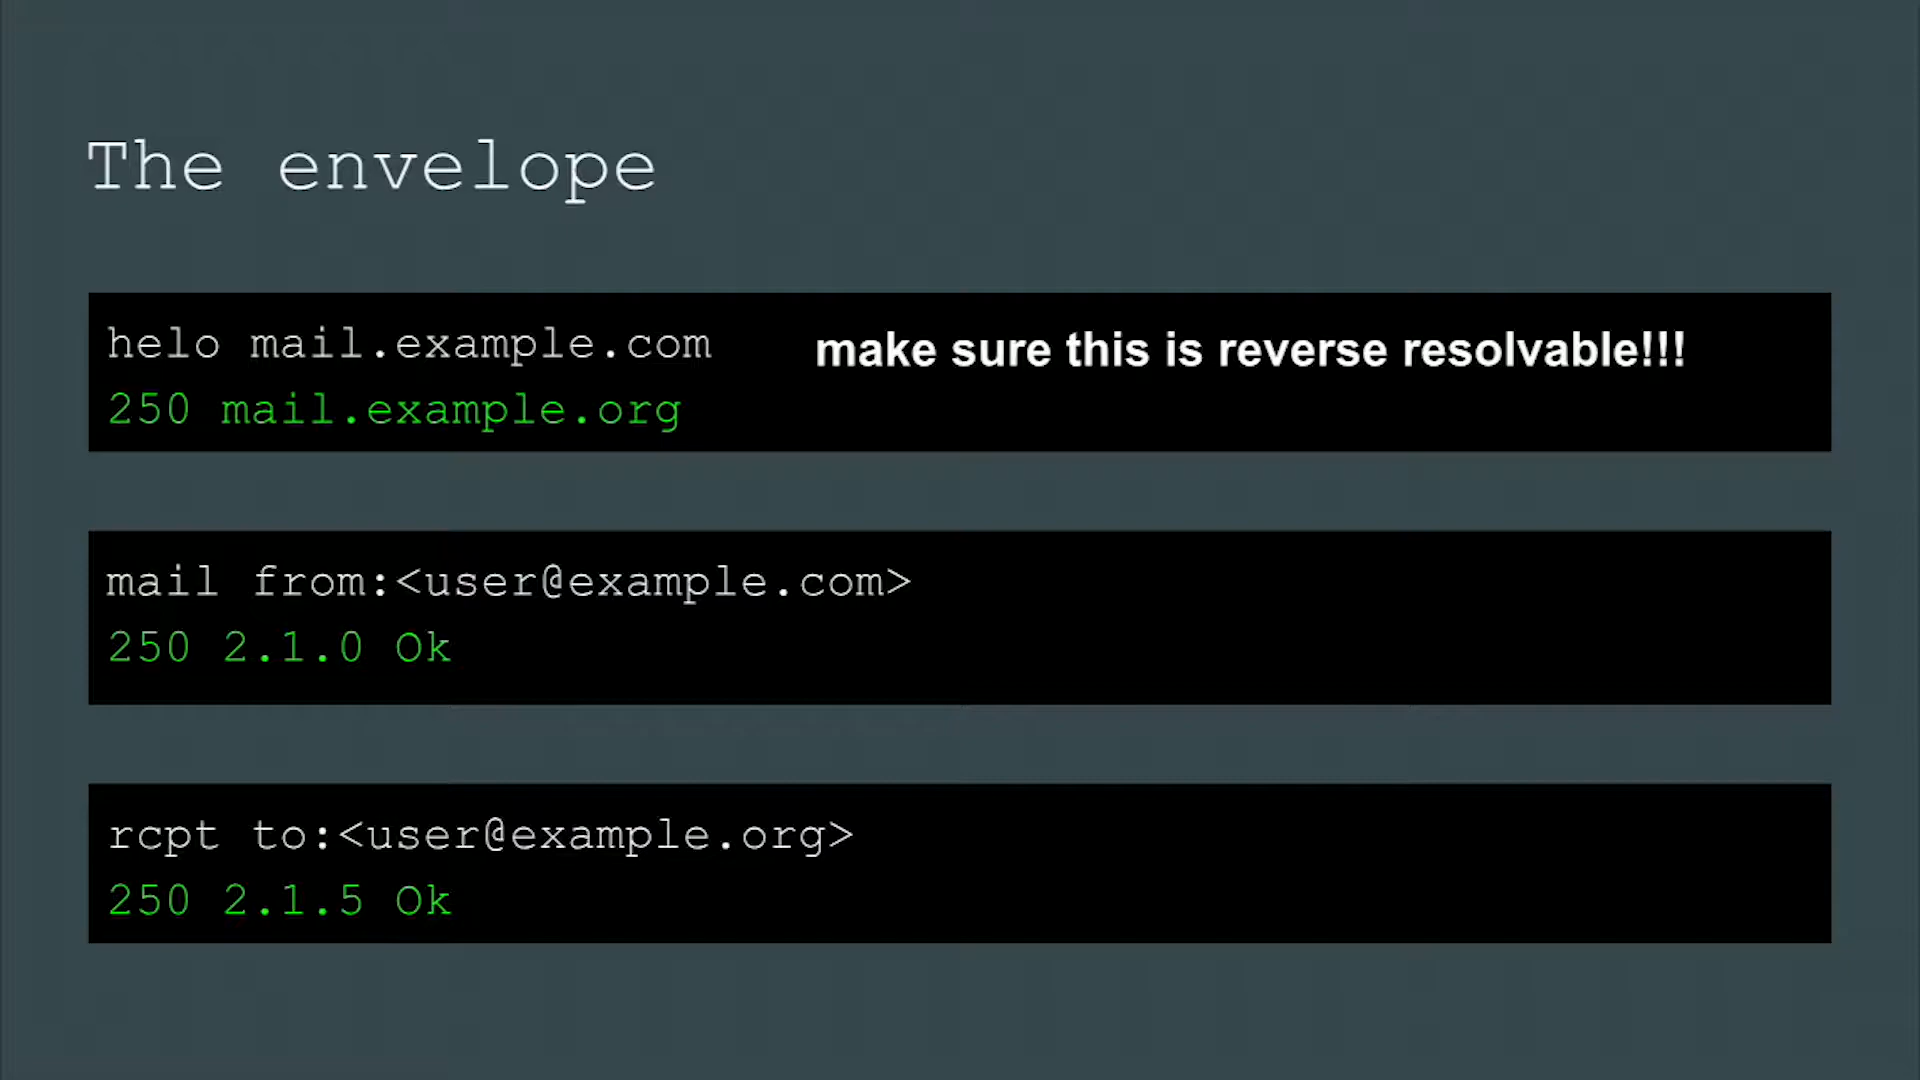 The envelope
helo mail.example.com make sure this is reverse resolvable!!!
250 mail.example.org
mail from:<user@example.com>
250 2.1.0 Ok
rcpt to:<user@example.org>
250 2.1.5 Ok